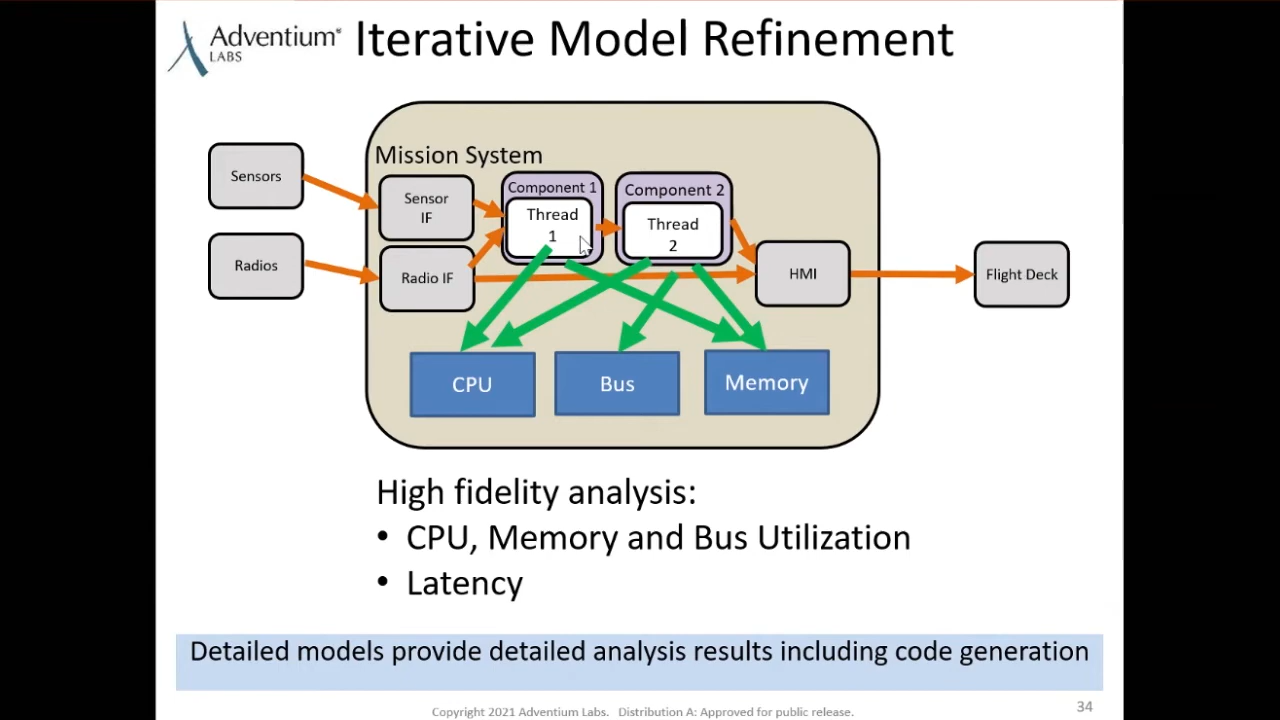 Adventium®
LABS
Iterative Model Refinement
Mission System
Sensors
Sensor
IF
Component 1
Thread
1
Component 2
Thread
2
Radios
Radio IF
HMI
Flight Deck
CPU
Bus
Memory
High fidelity analysis:
• CPU, Memory and Bus Utilization
• Latency
Detailed models provide detailed analysis results including code generation
Copyright 2021 Adventium Labs. Distribution A: Approved for public release.
34